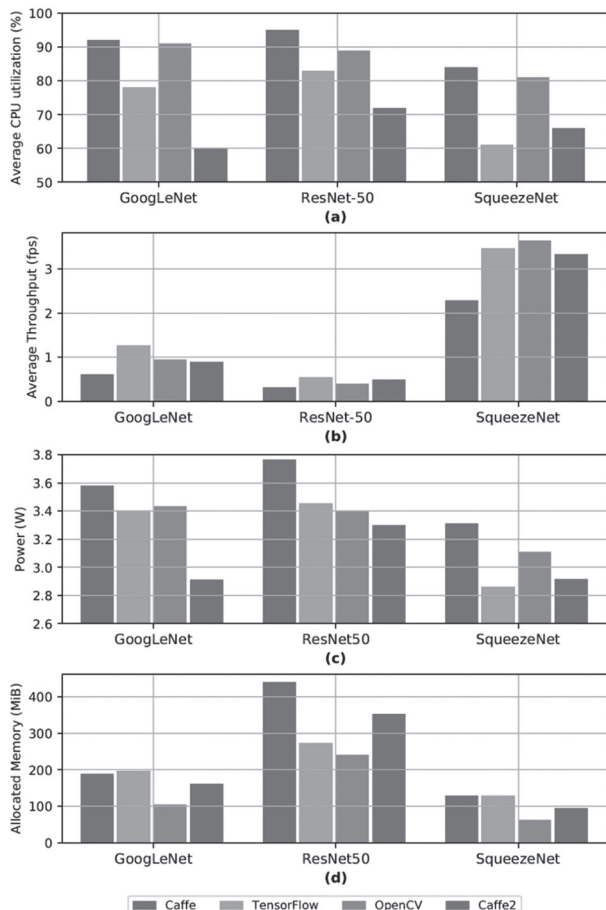 Average CPU utilization (%)
100
90
80
70
60
50
GoogLeNet ResNet-50 SqueezeNet
(a)
Average Throughput (fps)
3
2
1
0
GoogLeNet ResNet-50 SqueezeNet
(b)
Power (W)
3.8
3.6
3.4
3.2
3.0
2.8
2.6
GoogLeNet ResNet50 SqueezeNet
(c)
Allocated Memory (MiB)
400
300
200
100
0
GoogLeNet ResNet50 SqueezeNet
(d)
Caffe TensorFlow OpenCV Caffe2